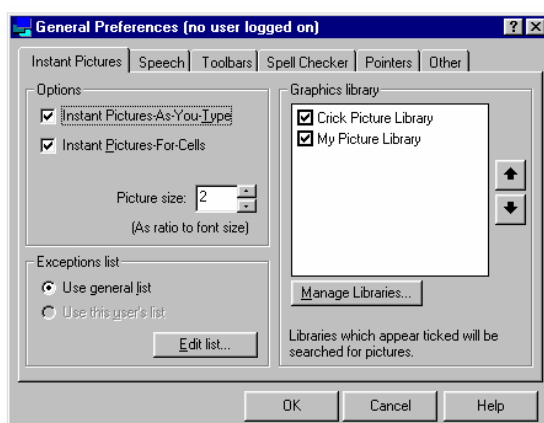 General Preferences (no user logged on)
Instant Pictures
Speech
Toolbars
Spell Checker
Pointers
Other
Options
Instant Pictures-As-You-Type
Instant Pictures-For-Cells
Picture size: 2
(As ratio to font size)
Exceptions list
Use general list
Use this user's list
Edit list...
Graphics library
Crick Picture Library
My Picture Library
Manage Libraries...
Libraries which appear ticked will be
searched for pictures.
OK
Cancel
Help